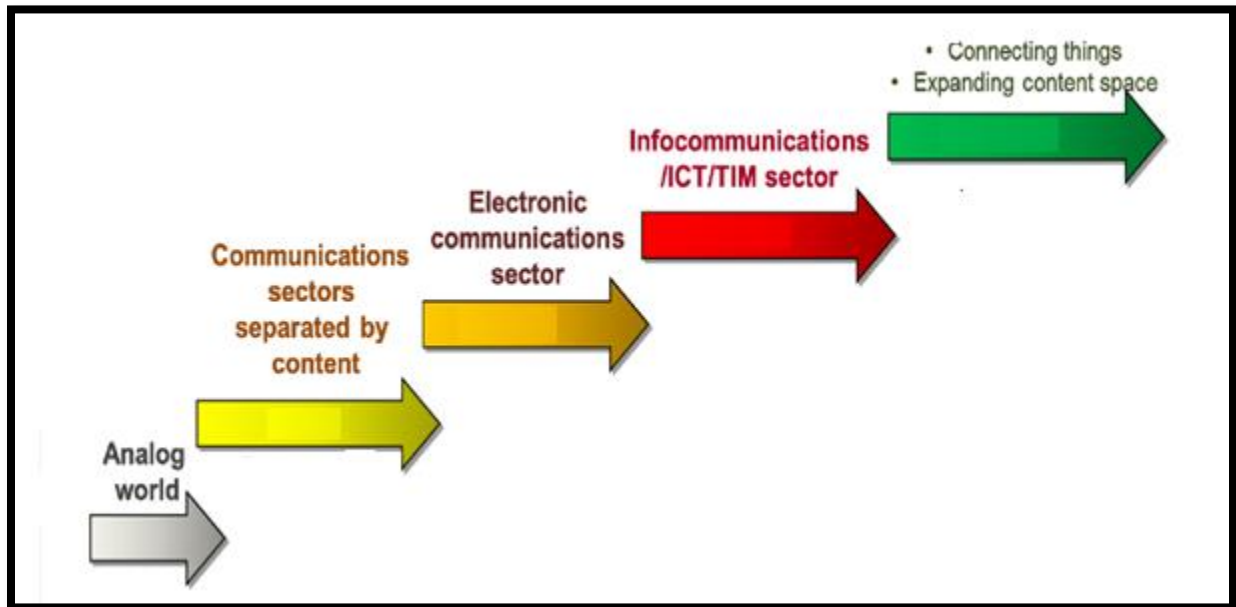 • Connecting things
• Expanding content space
Infocommunications
/ICT/TIM sector
Electronic
communications
sector
Communications
sectors
separated by
content
Analog
world